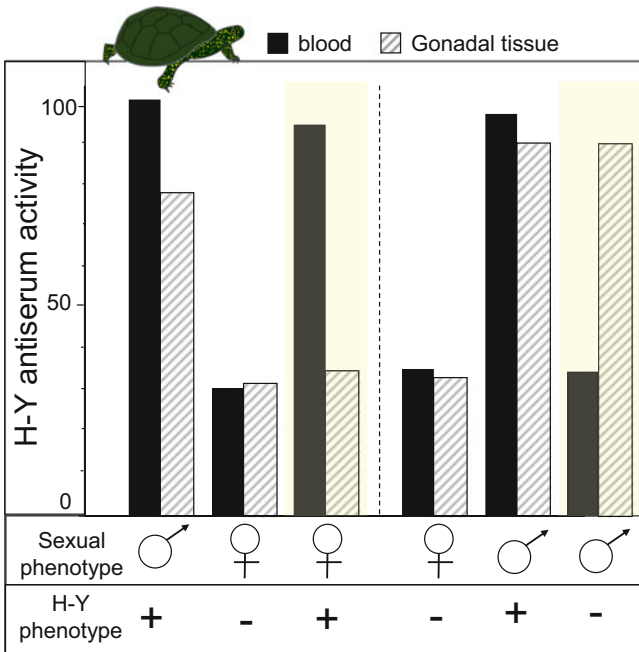 blood Gonadal tissue
H-Y antiserum activity
100
50
0
Sexual
phenotype
H-Y
phenotype
+ - + - + -